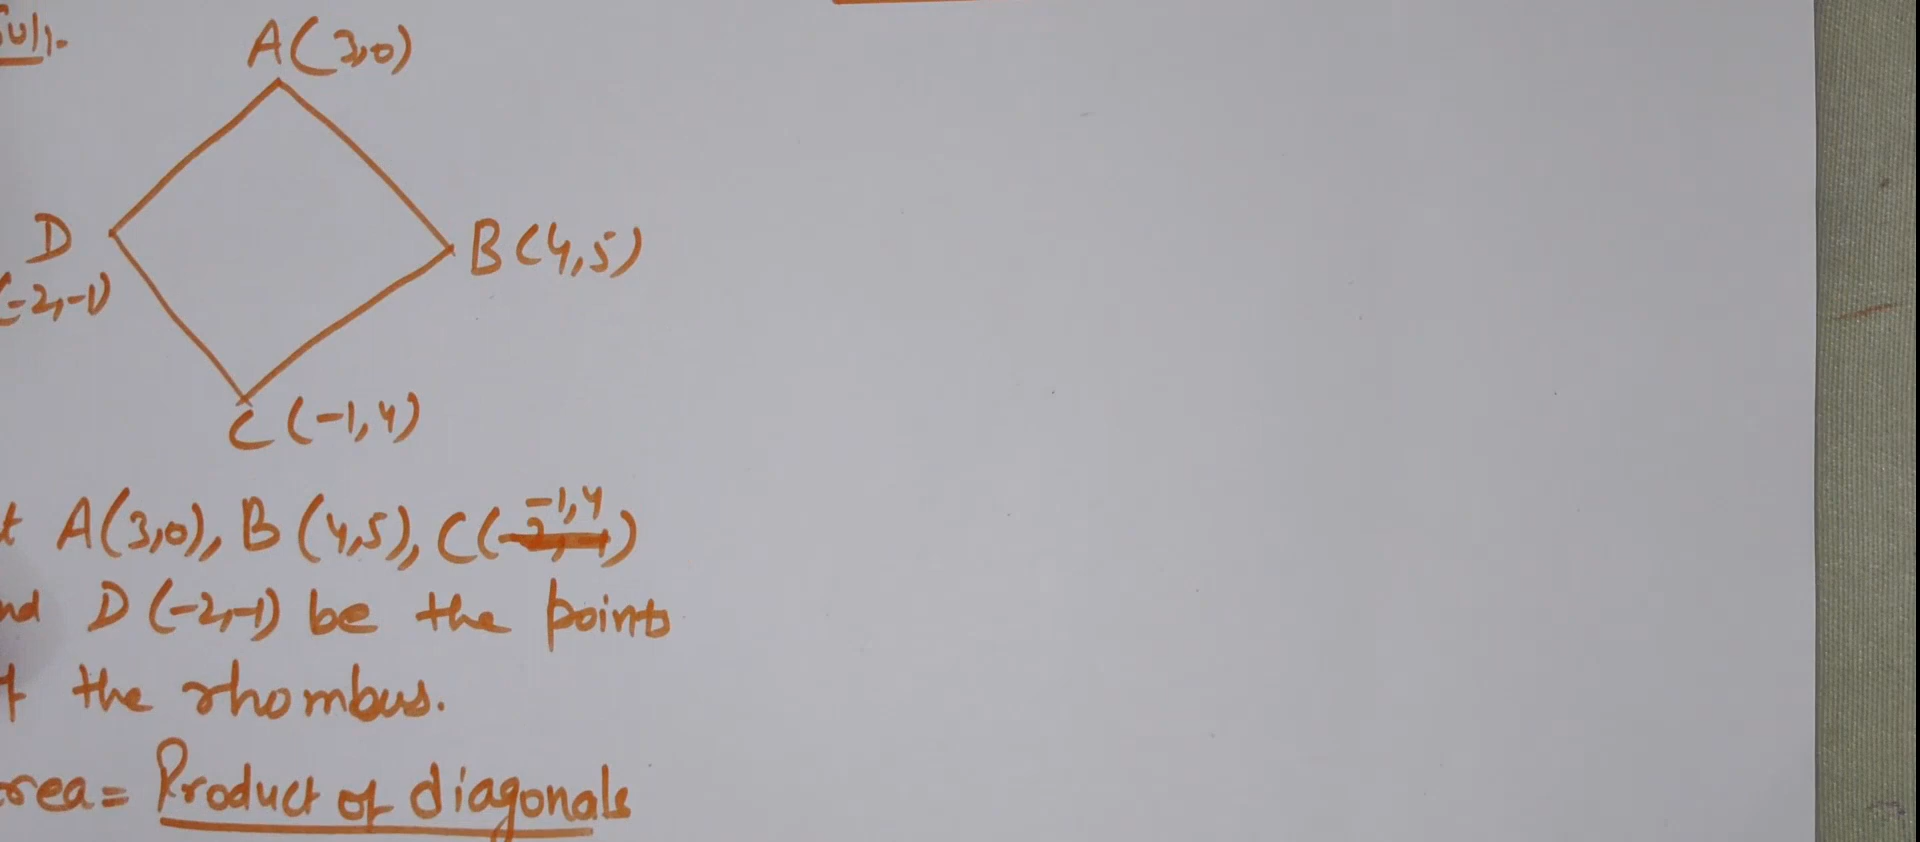 Sol:-
A(3,0)
D
(-2,-1)
B(4,5)
C(-1,4)
A(3,0), B(4,5), C(-1,4)
D(-2,-1) be the points
the rhombus.
Product of diagonals